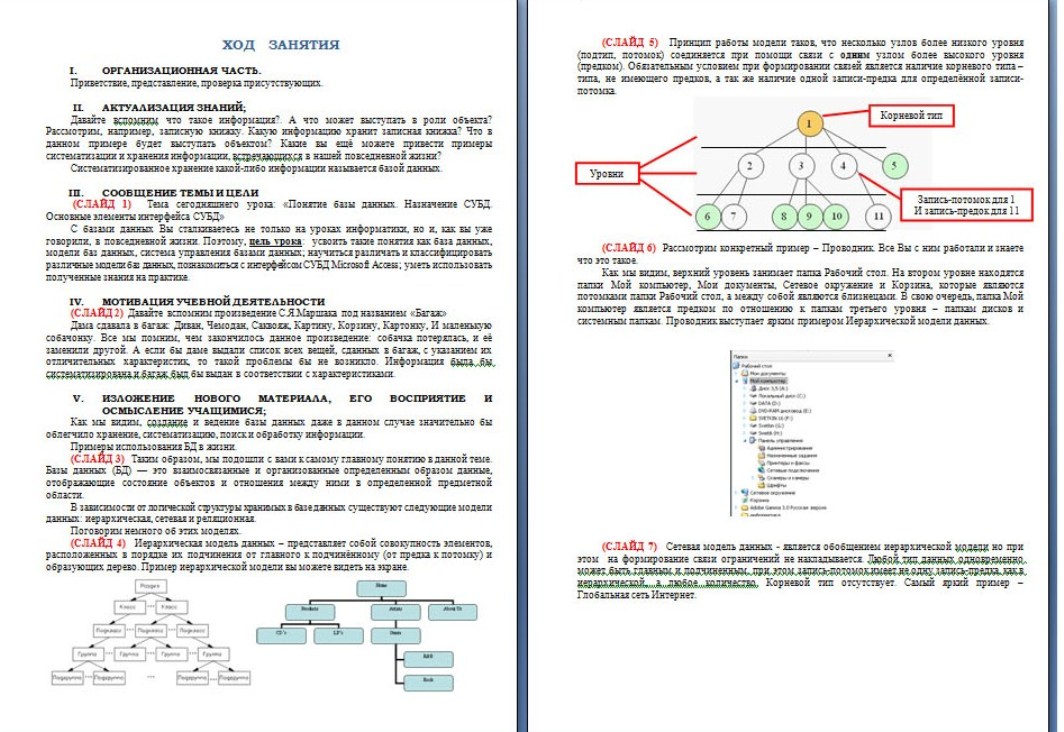 ХОД ЗАНЯТИЯ
I. ОРГАНИЗАЦИОННАЯ ЧАСТЬ.
Приветствие, представление, проверка присутствующих.
II. АКТУАЛИЗАЦИЯ ЗНАНИЙ;
Давайте вспомним что такое информация?. А что может выступать в роли объекта?
Рассмотрим, например, записную книжку. Какую информацию хранит записная книжка? Что в
данном примере будет выступать объектом? Какие вы ещё можете привести примеры
систематизации и хранения информации, встречающихся в нашей повседневной жизни?
Систематизированное хранение какой-либо информации называется базой данных.
III. СООБЩЕНИЕ ТЕМЫ И ЦЕЛИ
(СЛАЙД 1) Тема сегодняшнего урока: «Понятие базы данных. Назначение СУБД.
Основные элементы интерфейса СУБД»
С базами данных Вы сталкиваетесь не только на уроках информатики, но и, как вы уже
говорили, в повседневной жизни. Поэтому, цель урока: усвоить такие понятия как база данных,
модели баз данных, система управления базами данных; научиться различать и классифицировать
различные модели баз данных, познакомиться с интерфейсом СУБД Microsoft Access; уметь использовать
полученные знания на практике.
IV. МОТИВАЦИЯ УЧЕБНОЙ ДЕЯТЕЛЬНОСТИ
(СЛАЙД 2) Давайте вспомним произведение С.Я.Маршака под названием «Багаж»
Дама сдавала в багаж: Диван, Чемодан, Саквояж, Картину, Корзину, Картонку, И маленькую
собачонку. Все мы помним, чем закончилось данное произведение: собачка потерялась, и её
заменили другой. А если бы даме выдали список всех вещей, сданных в багаж, с указанием их
отличительных характеристик, то такой проблемы бы не возникло. Информация была бы
систематизирована и багаж был бы выдан в соответствии с характеристиками.
V. ИЗЛОЖЕНИЕ НОВОГО МАТЕРИАЛА, ЕГО ВОСПРИЯТИЕ И
ОСМЫСЛЕНИЕ УЧАЩИМИСЯ;
Как мы видим, создание и ведение базы данных даже в данном случае значительно бы
облегчило хранение, систематизацию, поиск и обработку информации.
Примеры использования БД в жизни.
(СЛАЙД 3) Таким образом, мы подошли с вами к самому главному понятию в данной теме.
Базы данных (БД) — это взаимосвязанные и организованные определенным образом данные,
отображающие состояние объектов и отношения между ними в определенной предметной
области.
В зависимости от логической структуры хранимых в базе данных существуют следующие модели
данных: иерархическая, сетевая и реляционная.
Поговорим немного об этих моделях.
(СЛАЙД 4) Иерархическая модель данных – представляет собой совокупность элементов,
расположенных в порядке их подчинения от главного к подчинённому (от предка к потомку) и
образующих дерево. Пример иерархической модели вы можете видеть на экране.
Раздел
Класс ... Класс
Подкласс ... Подкласс Подкласс
Группа ... Группа Группа Группа
Подгруппа ... Подгруппа ... Подгруппа ... Подгруппа
Products
CD's LP's
(СЛАЙД 5) Принцип работы модели таков, что несколько узлов более низкого уровня
(подтип, потомок) соединяется при помощи связи с одним узлом более высокого уровня
(предком). Обязательным условием при формировании связей является наличие корневого типа –
типа, не имеющего предков, а так же наличие одной записи-предка для определённой записи-
потомка.
Корневой тип
1
Уровни
2 3 4 5
Запись-потомок для 1
И запись-предок для 11
6 7 8 9 10 11
(СЛАЙД 6) Рассмотрим конкретный пример – Проводник. Все Вы с ним работали и знаете
что это такое.
Как мы видим, верхний уровень занимает папка Рабочий стол. На втором уровне находятся
папки Мой компьютер, Мои документы, Сетевое окружение и Корзина, которые являются
потомками папки Рабочий стол, а между собой являются близнецами. В свою очередь, папка Мой
компьютер является предком по отношению к папкам третьего уровня – папкам дисков и
системным папкам. Проводник выступает ярким примером Иерархической модели данных.
Папки
Рабочий стол
Мои документы
Мой компьютер
Диск 3,5 (A:)
Локальный диск (C:)
DATA (D:)
DVD-RAM дисковод (E:)
Панель управления
Администрирование
Назначенные задания
Принтеры и факсы
Сетевые подключения
Сканеры и камеры
Шрифты
Сетевое окружение
Корзина
(СЛАЙД 7) Сетевая модель данных - является обобщением иерархической модели но при
этом на формирование связи ограничений не накладывается. Любой тип данных одновременно
может быть главным и подчиненным, при этом запись-потомок имеет не одну запись-предка, как в
иерархической, а любое количество. Корневой тип отсутствует. Самый яркий пример –
Глобальная сеть Интернет.